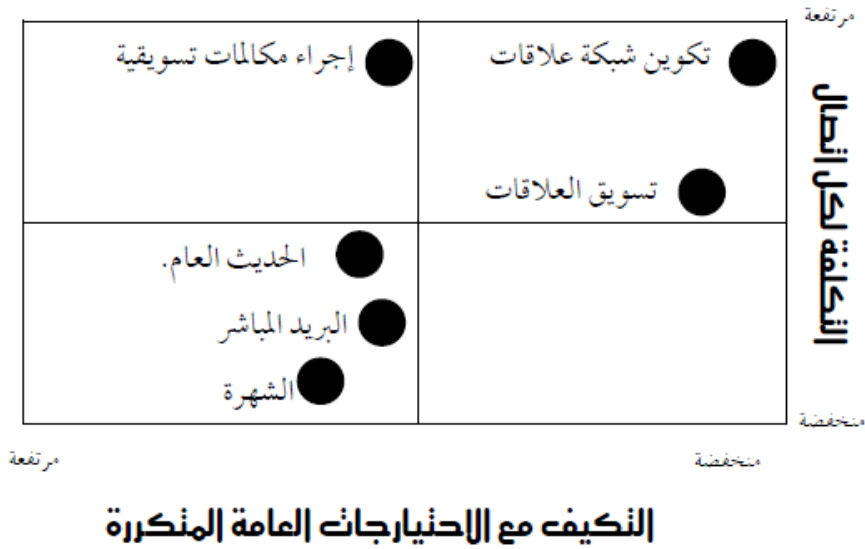 مرتفعة
تكوين شبكة علاقات
إجراء مكالمات تسويقية
تسويق العلاقات
التكلفة لكل اتصال
الحديث العام.
البريد المباشر
الشهرة
منخفضة
منخفضة
مرتفعة
التكيف مع الاحتيارجات العامة المتكررة